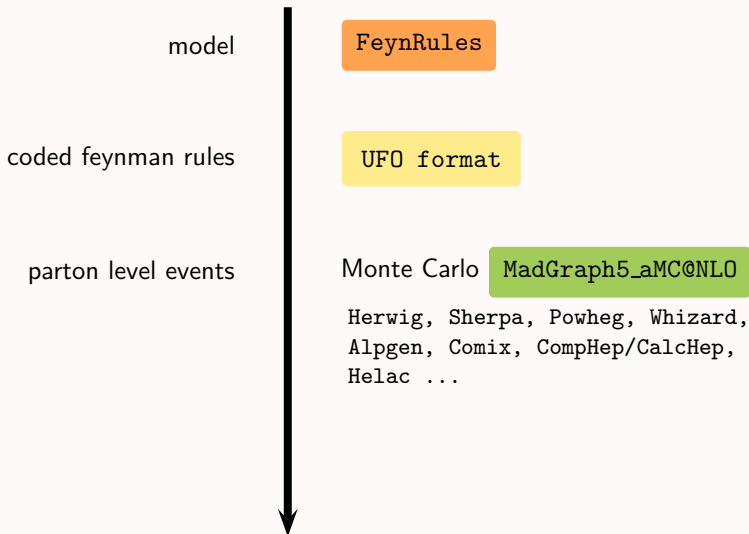 model FeynRules
coded feynman rules UFO format
parton level events Monte Carlo MadGraph5_aMC@NLO
Herwig, Sherpa, Powheg, Whizard,
Alpgen, Comix, CompHep/CalcHep,
Helac ...